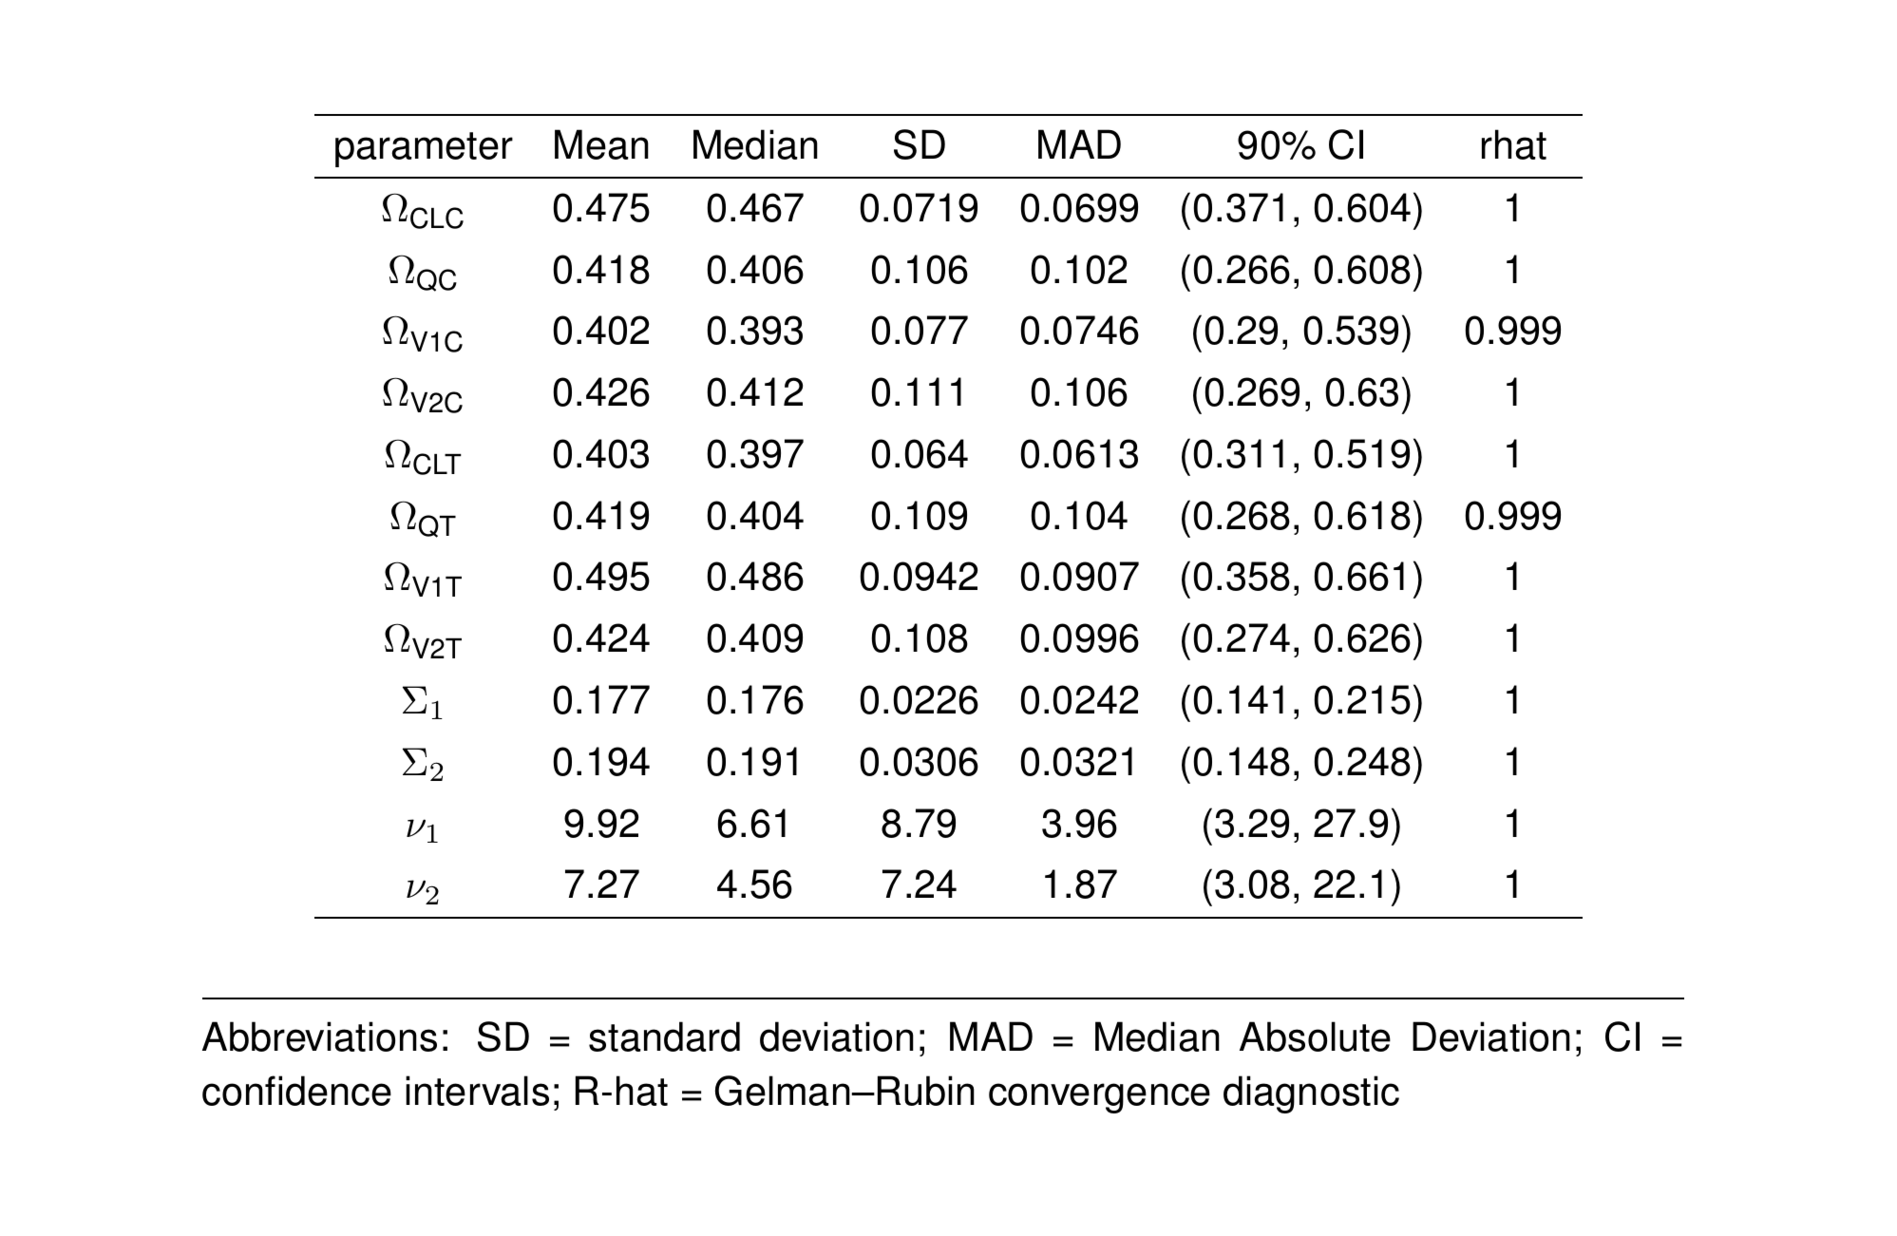 parameter Mean Median SD MAD 90% CI rhat
Ω_CLC 0.475 0.467 0.0719 0.0699 (0.371, 0.604) 1
Ω_QC 0.418 0.406 0.106 0.102 (0.266, 0.608) 1
Ω_V1C 0.402 0.393 0.077 0.0746 (0.29, 0.539) 0.999
Ω_V2C 0.426 0.412 0.111 0.106 (0.269, 0.63) 1
Ω_CLT 0.403 0.397 0.064 0.0613 (0.311, 0.519) 1
Ω_QT 0.419 0.404 0.109 0.104 (0.268, 0.618) 0.999
Ω_V1T 0.495 0.486 0.0942 0.0907 (0.358, 0.661) 1
Ω_V2T 0.424 0.409 0.108 0.0996 (0.274, 0.626) 1
Σ₁ 0.177 0.176 0.0226 0.0242 (0.141, 0.215) 1
Σ₂ 0.194 0.191 0.0306 0.0321 (0.148, 0.248) 1
ν₁ 9.92 6.61 8.79 3.96 (3.29, 27.9) 1
ν₂ 7.27 4.56 7.24 1.87 (3.08, 22.1) 1
Abbreviations: SD = standard deviation; MAD = Median Absolute Deviation; CI =
confidence intervals; R-hat = Gelman–Rubin convergence diagnostic